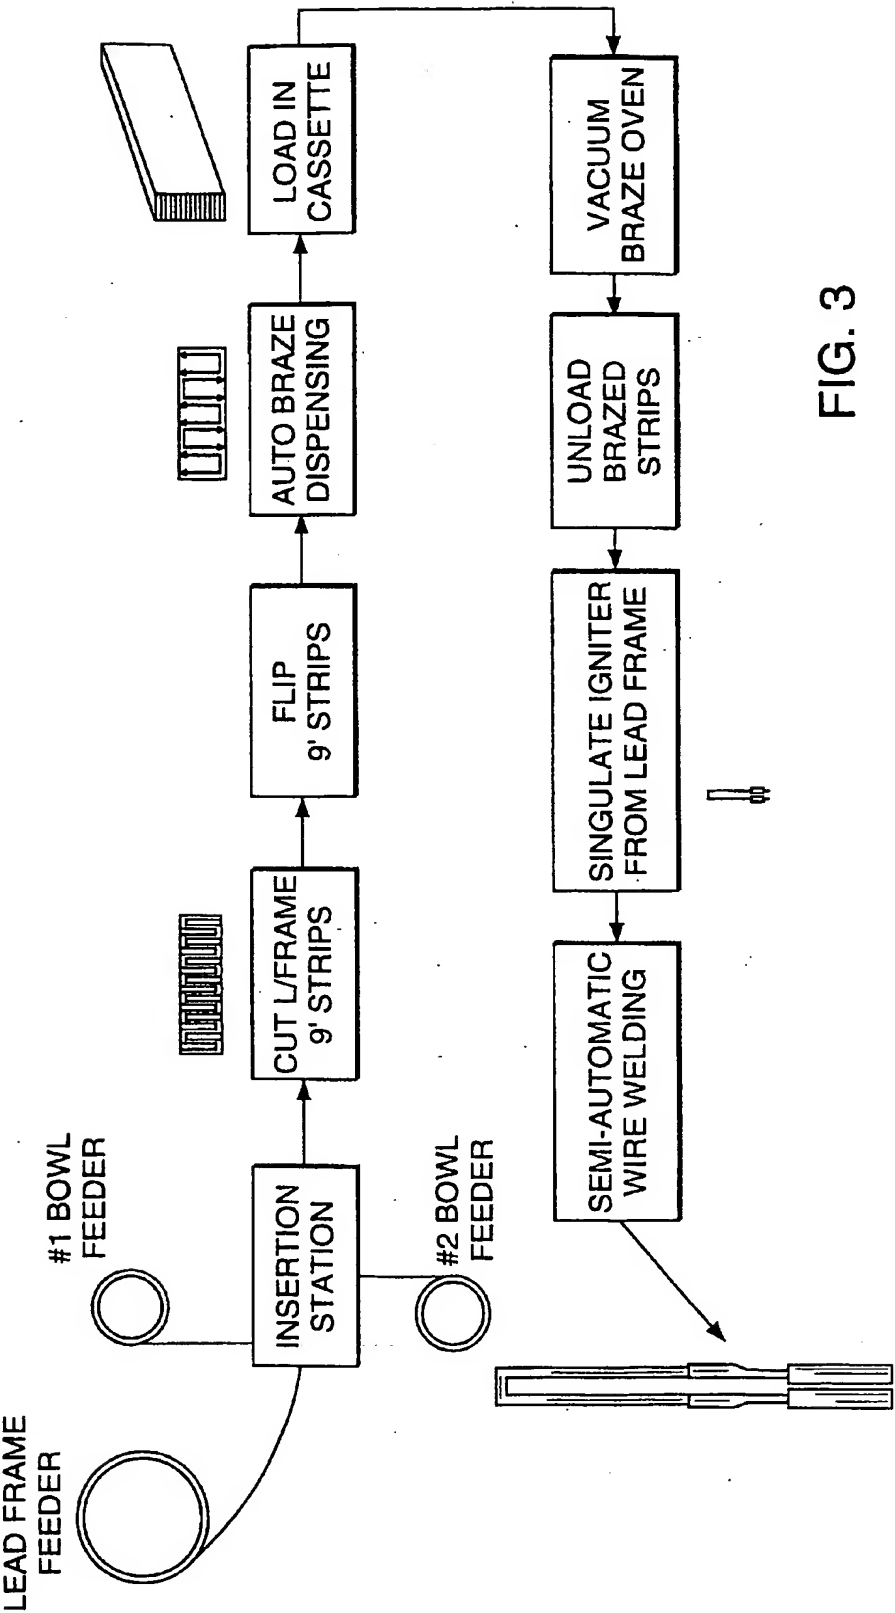 LEAD FRAME
FEEDER
#1 BOWL
FEEDER
#2 BOWL
FEEDER
INSERTION
STATION
CUT L/FRAME
9' STRIPS
FLIP
9' STRIPS
AUTO BRAZE
DISPENSING
LOAD IN
CASSETTE
VACUUM
BRAZE OVEN
UNLOAD
BRAZED
STRIPS
SINGULATE IGNITER
FROM LEAD FRAME
SEMI-AUTOMATIC
WIRE WELDING
FIG. 3